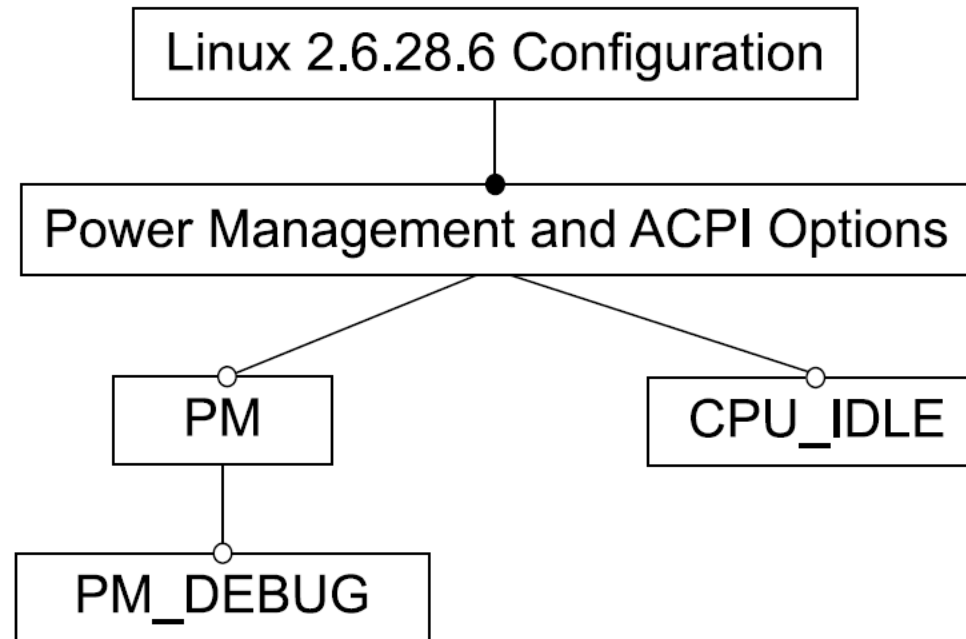 Linux 2.6.28.6 Configuration
Power Management and ACPI Options
PM
CPU_IDLE
PM_DEBUG